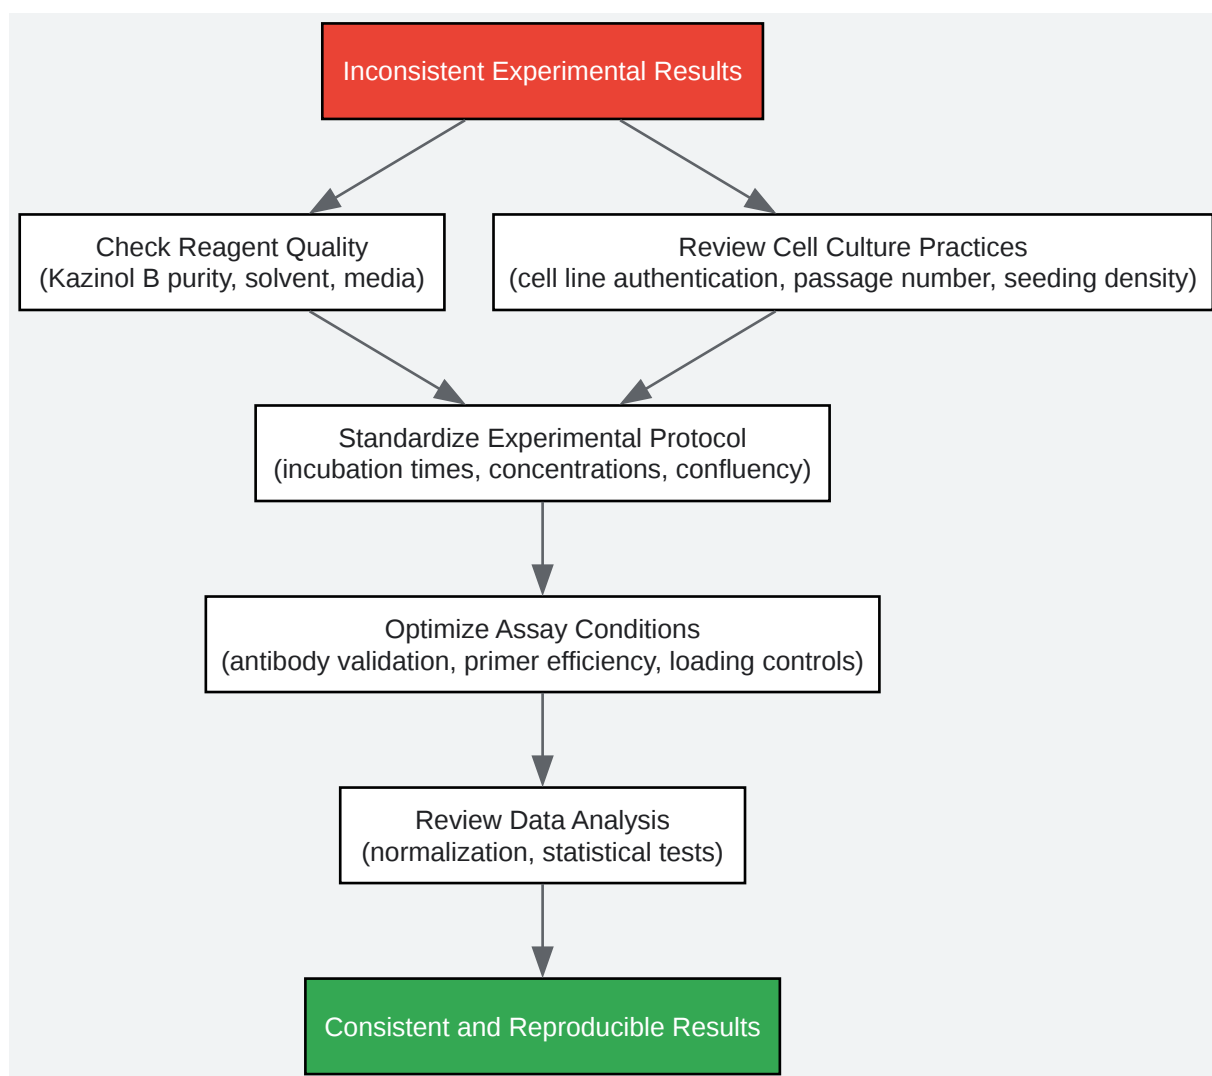 Inconsistent Experimental Results
Check Reagent Quality
(Kazinol B purity, solvent, media)
Review Cell Culture Practices
(cell line authentication, passage number, seeding density)
Standardize Experimental Protocol
(incubation times, concentrations, confluency)
Optimize Assay Conditions
(antibody validation, primer efficiency, loading controls)
Review Data Analysis
(normalization, statistical tests)
Consistent and Reproducible Results